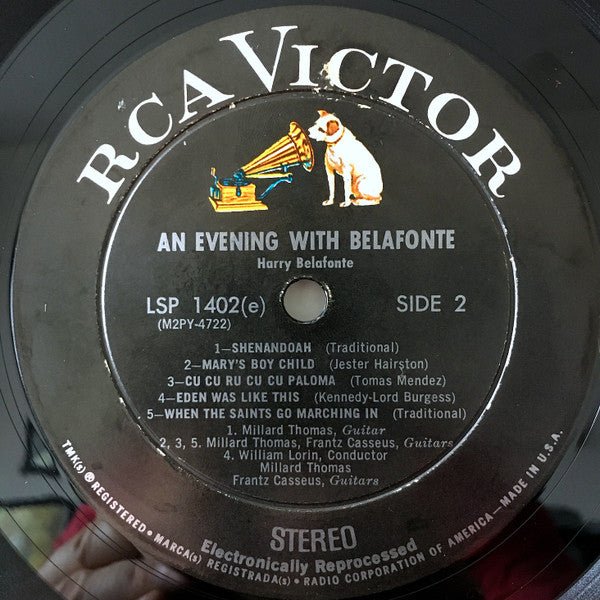 RCA VICTOR
AN EVENING WITH BELAFONTE
Harry Belafonte
LSP 1402(e) SIDE 2
(M2PY-4722)
1—SHENANDOAH (Traditional)
2—MARY'S BOY CHILD (Jester Hairston)
3—CU CU RU CU CU PALOMA (Tomas Mendez)
4—EDEN WAS LIKE THIS (Kennedy-Lord Burgess)
5—WHEN THE SAINTS GO MARCHING IN (Traditional)
1. Millard Thomas, Guitar
2, 3, 5. Millard Thomas, Frantz Casseus, Guitars
4. William Lorin, Conductor
Millard Thomas
Frantz Casseus, Guitars
STEREO
Electronically Reprocessed
TMK(s) ® REGISTERED • MARCA(s) REGISTRADA(s) • RADIO CORPORATION OF AMERICA—MADE IN U.S.A.